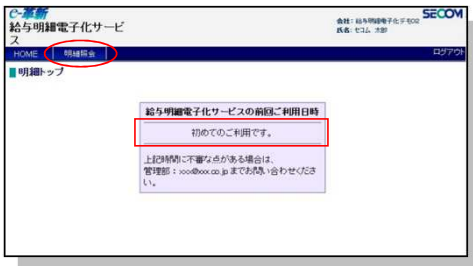 e-革新
給与明細電子化サービ
ス
SECOM
会社: 給与明細電子化デモ02
氏名: セコム 太郎
HOME 明細照会 ログアウト
明細トップ
給与明細電子化サービスの前回ご利用日時
初めてのご利用です。
上記時間に不審な点がある場合は、
管理部：xxx@xxx.co.jp までお問い合わせくださ
い。